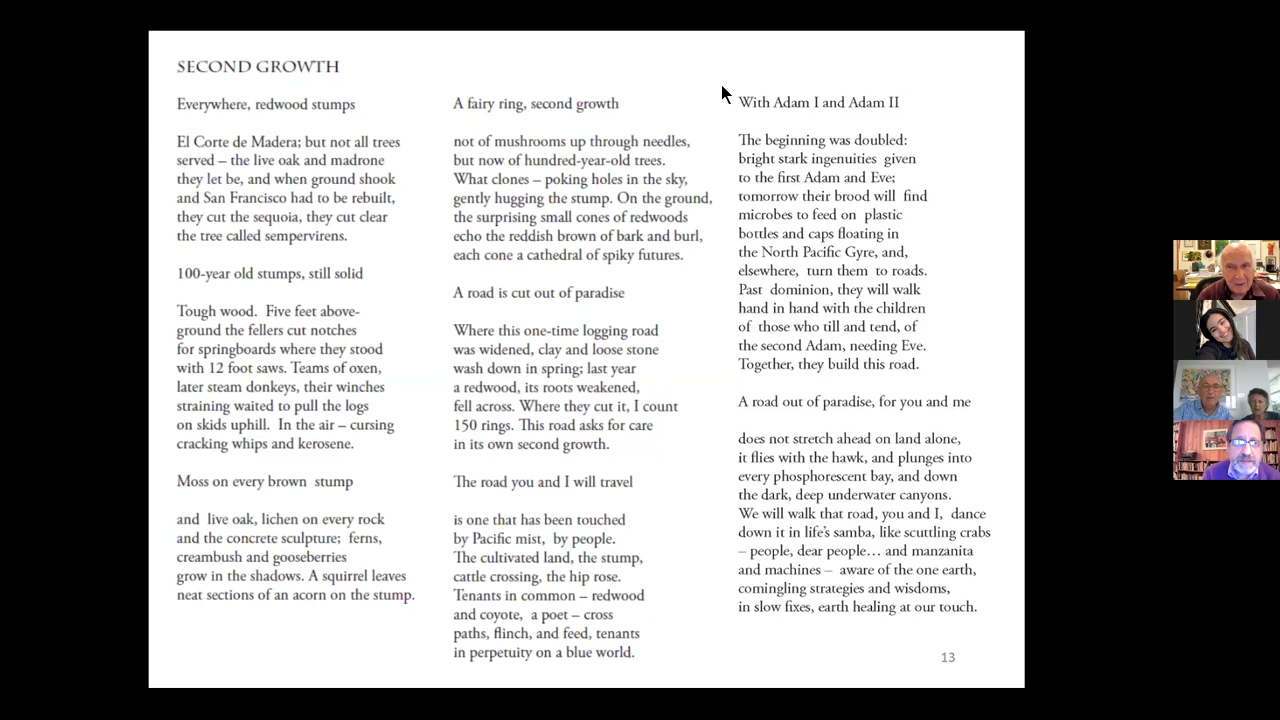 SECOND GROWTH
Everywhere, redwood stumps
El Corte de Madera; but not all trees
served – the live oak and madrone
they let be, and when ground shook
and San Francisco had to be rebuilt,
they cut the sequoia, they cut clear
the tree called sempervirens.
100-year old stumps, still solid
Tough wood. Five feet above-
ground the fellers cut notches
for springboards where they stood
with 12 foot saws. Teams of oxen,
later steam donkeys, their winches
straining waited to pull the logs
on skids uphill. In the air – cursing
cracking whips and kerosene.
Moss on every brown stump
and live oak, lichen on every rock
and the concrete sculpture; ferns,
creambush and gooseberries
grow in the shadows. A squirrel leaves
neat sections of an acorn on the stump.
A fairy ring, second growth
not of mushrooms up through needles,
but now of hundred-year-old trees.
What clones – poking holes in the sky,
gently hugging the stump. On the ground,
the surprising small cones of redwoods
echo the reddish brown of bark and burl,
each cone a cathedral of spiky futures.
A road is cut out of paradise
Where this one-time logging road
was widened, clay and loose stone
wash down in spring; last year
a redwood, its roots weakened,
fell across. Where they cut it, I count
150 rings. This road asks for care
in its own second growth.
The road you and I will travel
is one that has been touched
by Pacific mist, by people.
The cultivated land, the stump,
cattle crossing, the hip rose.
Tenants in common – redwood
and coyote, a poet – cross
paths, flinch, and feed, tenants
in perpetuity on a blue world.
With Adam I and Adam II
The beginning was doubled:
bright stark ingenuities given
to the first Adam and Eve;
tomorrow their brood will find
microbes to feed on plastic
bottles and caps floating in
the North Pacific Gyre, and,
elsewhere, turn them to roads.
Past dominion, they will walk
hand in hand with the children
of those who till and tend, of
the second Adam, needing Eve.
Together, they build this road.
A road out of paradise, for you and me
does not stretch ahead on land alone,
it flies with the hawk, and plunges into
every phosphorescent bay, and down
the dark, deep underwater canyons.
We will walk that road, you and I, dance
down it in life's samba, like scuttling crabs
– people, dear people… and manzanita
and machines – aware of the one earth,
comingling strategies and wisdoms,
in slow fixes, earth healing at our touch.
13